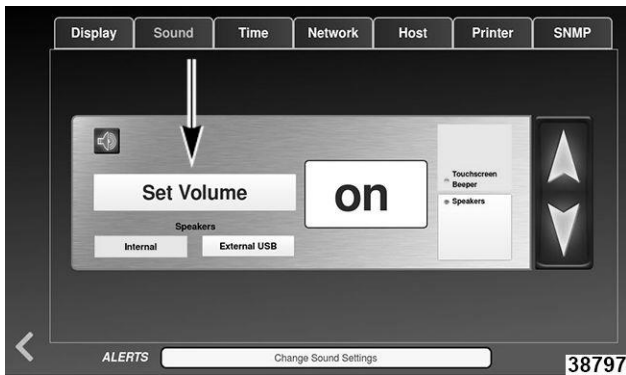 Display Sound Time Network Host Printer SNMP
Set Volume
on
Touchscreen
Beeper
Speakers
Speakers
Internal External USB
ALERTS Change Sound Settings
38797